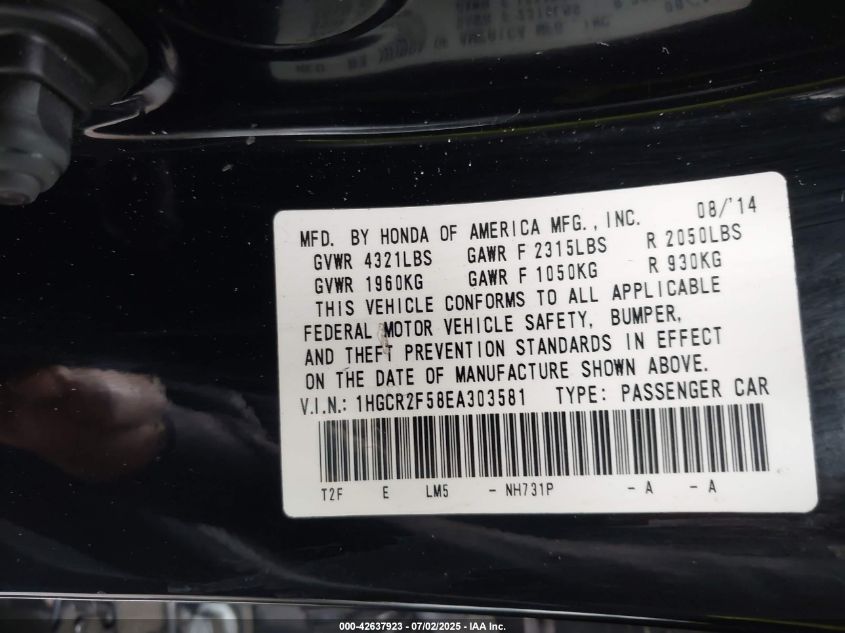 MFD. BY HONDA OF AMERICA MFG., INC. 08/'14
GVWR 4321LBS GAWR F 2315LBS R 2050LBS
GVWR 1960KG GAWR F 1050KG R 930KG
THIS VEHICLE CONFORMS TO ALL APPLICABLE
FEDERAL MOTOR VEHICLE SAFETY, BUMPER,
AND THEFT PREVENTION STANDARDS IN EFFECT
ON THE DATE OF MANUFACTURE SHOWN ABOVE.
V.I.N.: 1HGCR2F58EA303581 TYPE: PASSENGER CAR
T2F E LM5 - NH731P - A - A
000-42637923 - 07/02/2025 - IAA Inc.